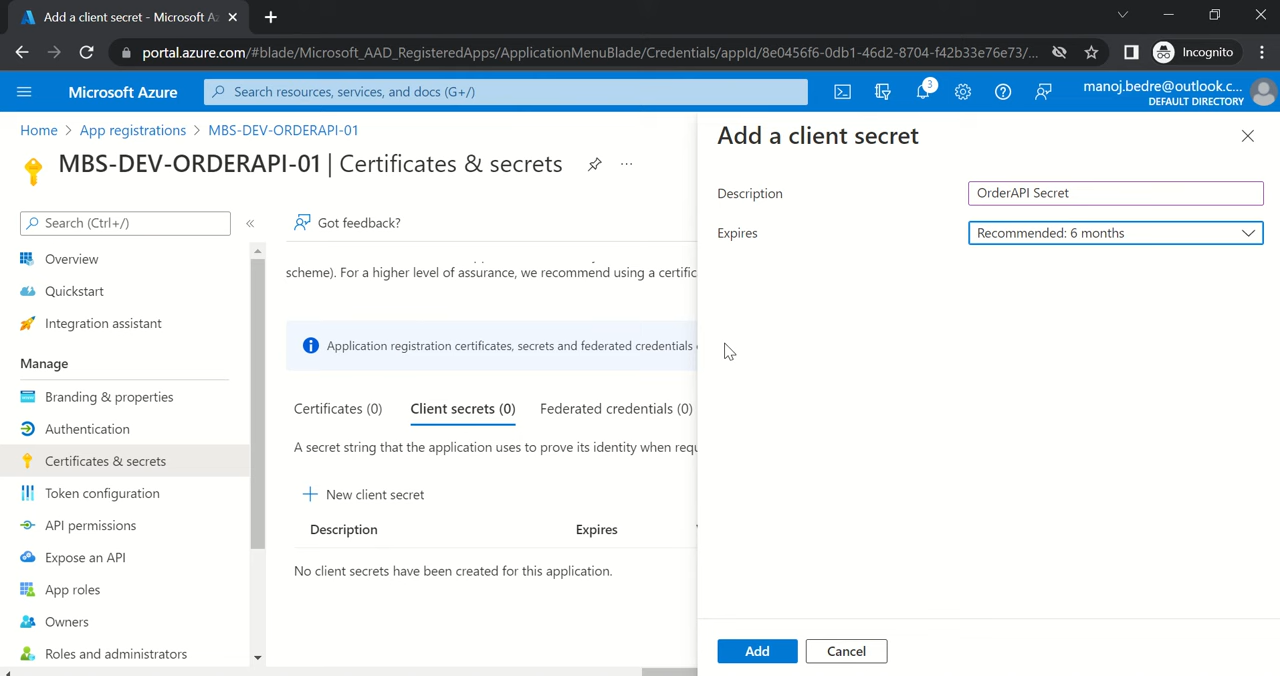 Add a client secret - Microsoft Az
portal.azure.com/#blade/Microsoft_AAD_RegisteredApps/ApplicationMenuBlade/Credentials/appId/8e0456f6-0db1-46d2-8704-f42b33e76e73/...
Incognito
Microsoft Azure
Search resources, services, and docs (G+/)
3
manoj.bedre@outlook.c...
DEFAULT DIRECTORY
Home > App registrations > MBS-DEV-ORDERAPI-01
MBS-DEV-ORDERAPI-01 | Certificates & secrets
...
Search (Ctrl+/)
«
Overview
Quickstart
Integration assistant
Manage
Branding & properties
Authentication
Certificates & secrets
Token configuration
API permissions
Expose an API
App roles
Owners
Roles and administrators
Got feedback?
scheme). For a higher level of assurance, we recommend using a certific
Application registration certificates, secrets and federated credentials
Certificates (0)
Client secrets (0)
Federated credentials (0)
A secret string that the application uses to prove its identity when requ
+ New client secret
Description
Expires
No client secrets have been created for this application.
Add a client secret
Description
OrderAPI Secret
Expires
Recommended: 6 months
Add
Cancel